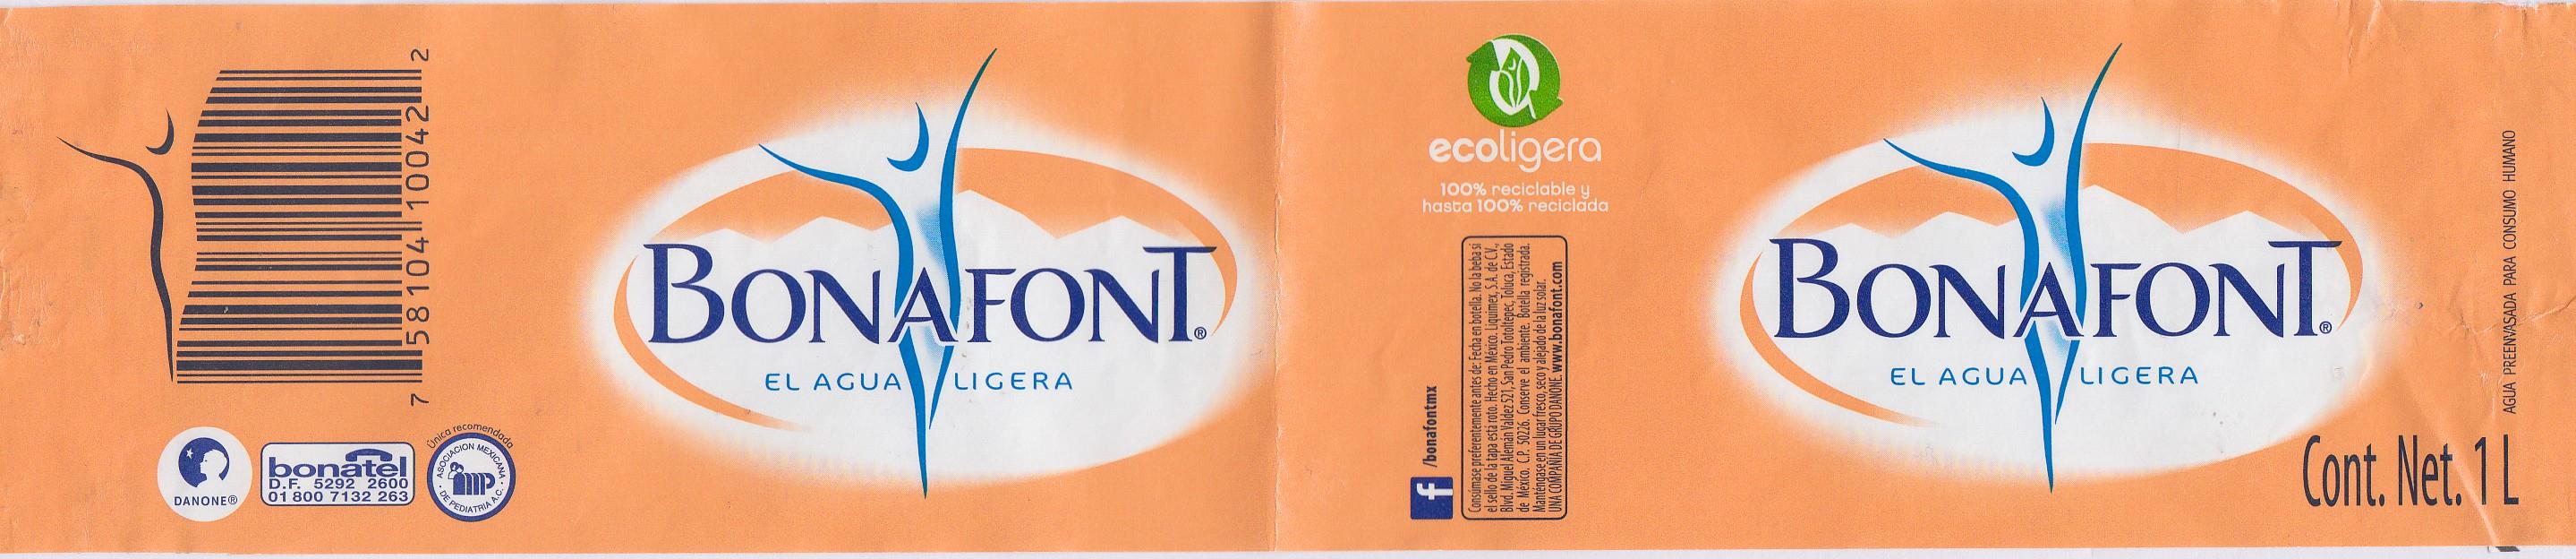 7 58104 10042 2
DANONE®
bonatel
D.F. 5292 2600
01 800 7132 263
Única recomendada
ASOCIACION MEXICANA
DE PEDIATRIA A.C.
BONAFONT®
EL AGUA LIGERA
ecoligera
100% reciclable y
hasta 100% reciclada
f /bonafontmx
Consúmase preferentemente antes de: Fecha en botella. No la beba si
el sello de la tapa está roto. Hecho en México. Liquimex, S.A. de C.V.,
Blvd. Miguel Alemán Valdez 521, San Pedro Totoltepec, Toluca, Estado
de México. C.P. 50226. Conserve el ambiente. Botella registrada.
Manténgase en un lugar fresco, seco y alejado de la luz solar.
UNA COMPAÑIA DE GRUPO DANONE www.bonafont.com
BONAFONT®
EL AGUA LIGERA
AGUA PREENVASADA PARA CONSUMO HUMANO
Cont. Net. 1 L